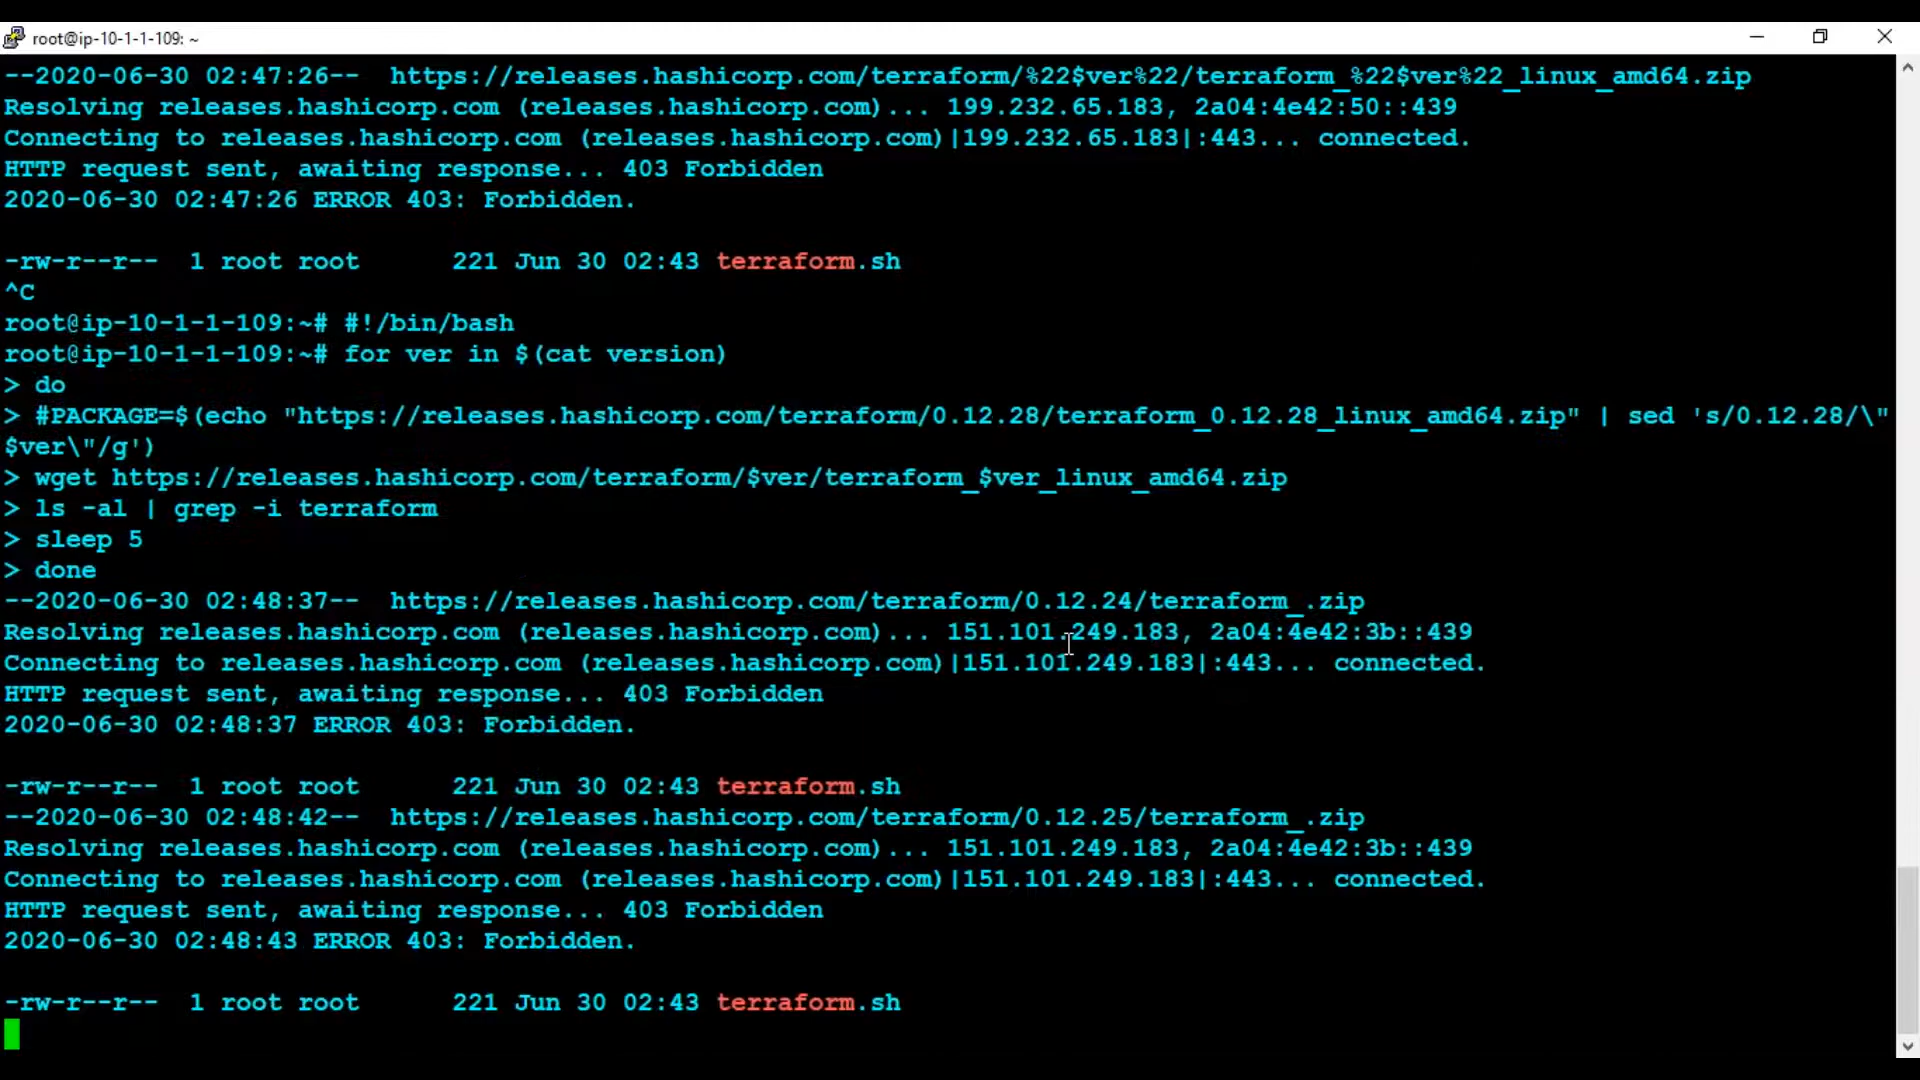 root@ip-10-1-1-109: ~
--2020-06-30 02:47:26--  https://releases.hashicorp.com/terraform/%22$ver%22/terraform_%22$ver%22_linux_amd64.zip
Resolving releases.hashicorp.com (releases.hashicorp.com)... 199.232.65.183, 2a04:4e42:50::439
Connecting to releases.hashicorp.com (releases.hashicorp.com)|199.232.65.183|:443... connected.
HTTP request sent, awaiting response... 403 Forbidden
2020-06-30 02:47:26 ERROR 403: Forbidden.
-rw-r--r--  1 root root      221 Jun 30 02:43 terraform.sh
^C
root@ip-10-1-1-109:~# #!/bin/bash
root@ip-10-1-1-109:~# for ver in $(cat version)
> do
> #PACKAGE=$(echo "https://releases.hashicorp.com/terraform/0.12.28/terraform_0.12.28_linux_amd64.zip" | sed 's/0.12.28/\"
$ver\"/g')
> wget https://releases.hashicorp.com/terraform/$ver/terraform_$ver_linux_amd64.zip
> ls -al | grep -i terraform
> sleep 5
> done
--2020-06-30 02:48:37--  https://releases.hashicorp.com/terraform/0.12.24/terraform_.zip
Resolving releases.hashicorp.com (releases.hashicorp.com)... 151.101.249.183, 2a04:4e42:3b::439
Connecting to releases.hashicorp.com (releases.hashicorp.com)|151.101.249.183|:443... connected.
HTTP request sent, awaiting response... 403 Forbidden
2020-06-30 02:48:37 ERROR 403: Forbidden.
-rw-r--r--  1 root root      221 Jun 30 02:43 terraform.sh
--2020-06-30 02:48:42--  https://releases.hashicorp.com/terraform/0.12.25/terraform_.zip
Resolving releases.hashicorp.com (releases.hashicorp.com)... 151.101.249.183, 2a04:4e42:3b::439
Connecting to releases.hashicorp.com (releases.hashicorp.com)|151.101.249.183|:443... connected.
HTTP request sent, awaiting response... 403 Forbidden
2020-06-30 02:48:43 ERROR 403: Forbidden.
-rw-r--r--  1 root root      221 Jun 30 02:43 terraform.sh